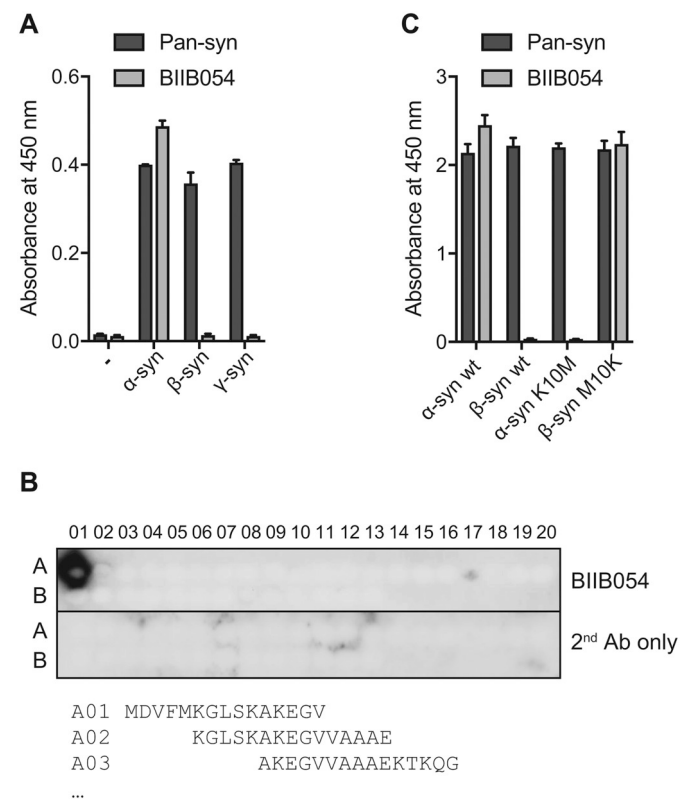 A
Pan-syn
BIIB054
Absorbance at 450 nm
0.6
0.4
0.2
0.0
-
α-syn
β-syn
γ-syn
C
Pan-syn
BIIB054
Absorbance at 450 nm
3
2
1
0
α-syn wt
β-syn wt
α-syn K10M
β-syn M10K
B
01 02 03 04 05 06 07 08 09 10 11 12 13 14 15 16 17 18 19 20
A
B
BIIB054
A
B
2nd Ab only
A01 MDVFMKGLSKAKEGV
A02 KGLSKAKEGVVAAAE
A03 AKEGVVAAAEKTKQG
...